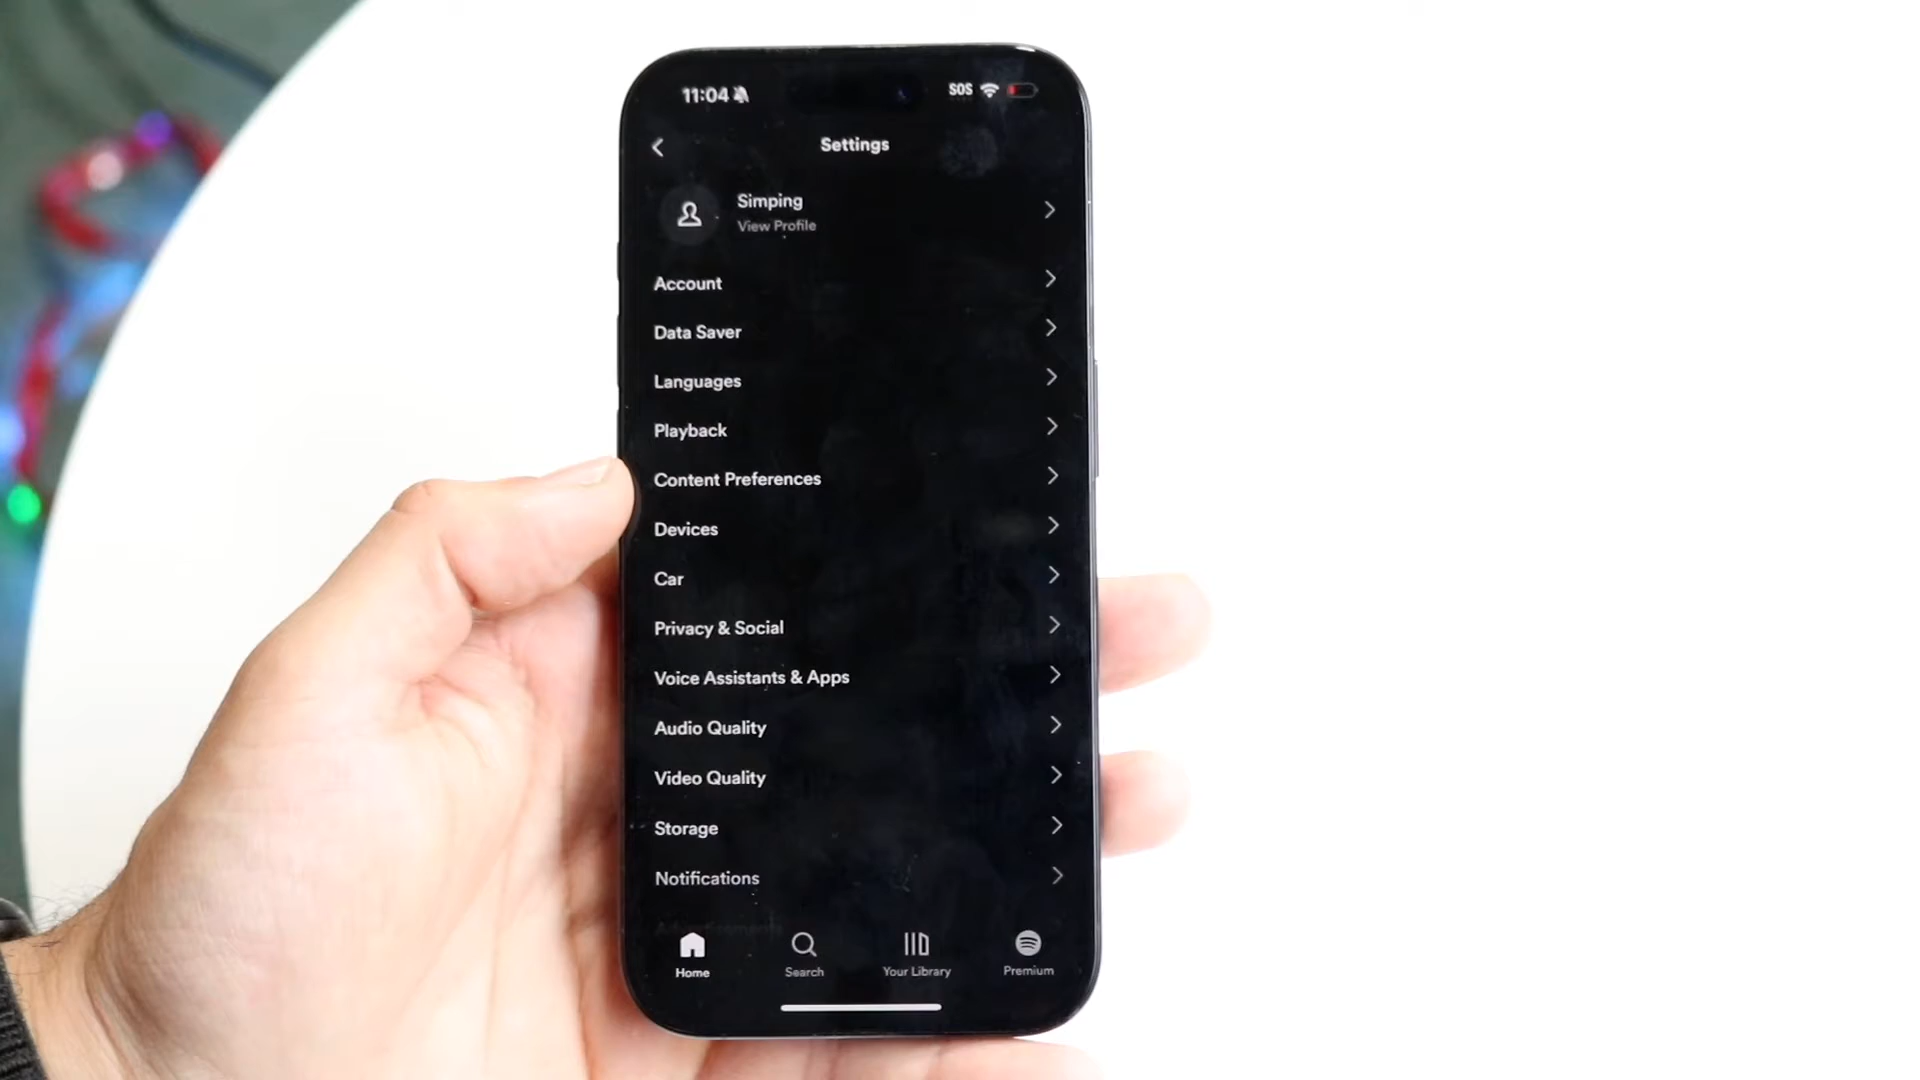 11:04
SOS
Settings
Simping
View Profile
Account
Data Saver
Languages
Playback
Content Preferences
Devices
Car
Privacy & Social
Voice Assistants & Apps
Audio Quality
Video Quality
Storage
Notifications
Advertisements
Home Search Your Library Premium